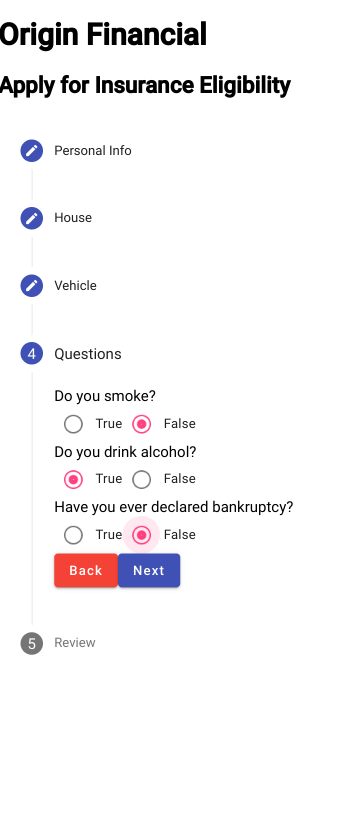 Origin Financial
Apply for Insurance Eligibility
Personal Info
House
Vehicle
4 Questions
Do you smoke?
True False
Do you drink alcohol?
True False
Have you ever declared bankruptcy?
True False
Back Next
5 Review